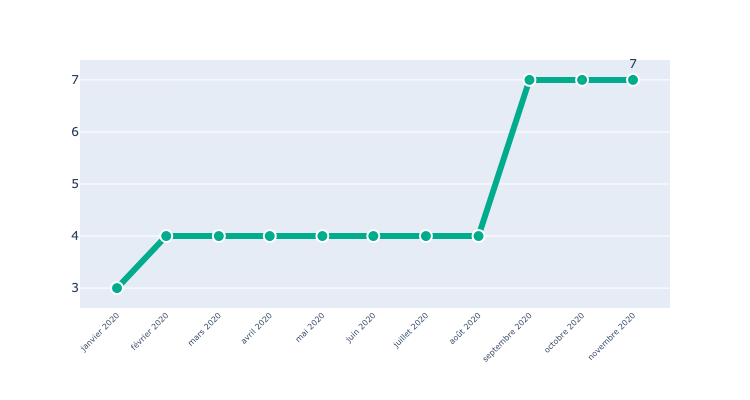 7
7
6
5
4
3
janvier 2020
février 2020
mars 2020
avril 2020
mai 2020
juin 2020
juillet 2020
août 2020
septembre 2020
octobre 2020
novembre 2020